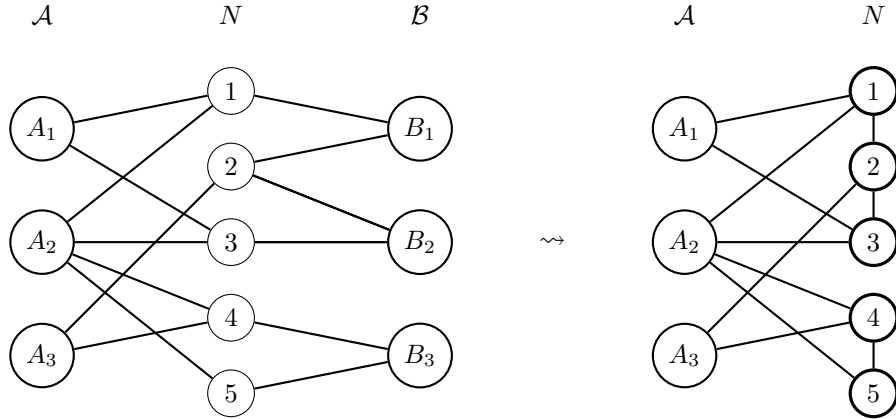 𝒜 N ℬ 𝒜 N
1 1
A₁ B₁ A₁
2 2
A₂ 3 B₂ ⇝ A₂ 3
4 4
A₃ B₃ A₃
5 5